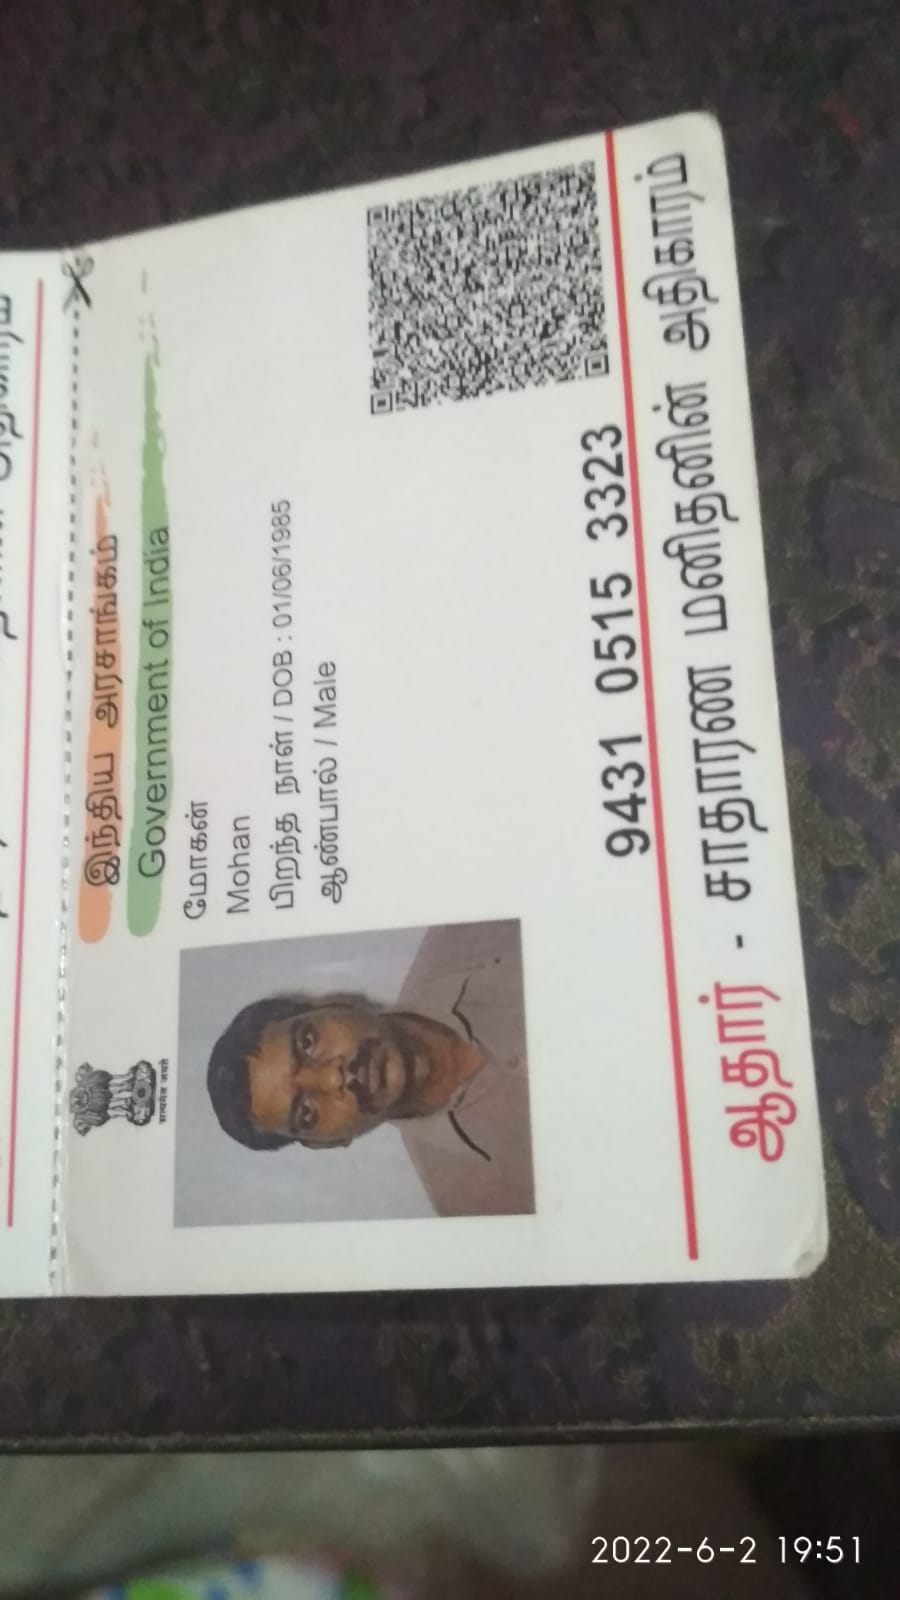 இந்திய அரசாங்கம்
Government of India
सत्यमेव जयते
மோகன்
Mohan
பிறந்த நாள் / DOB : 01/06/1985
ஆண்பால் / Male
9431 0515 3323
ஆதார் - சாதாரண மனிதனின் அதிகாரம்
2022-6-2 19:51